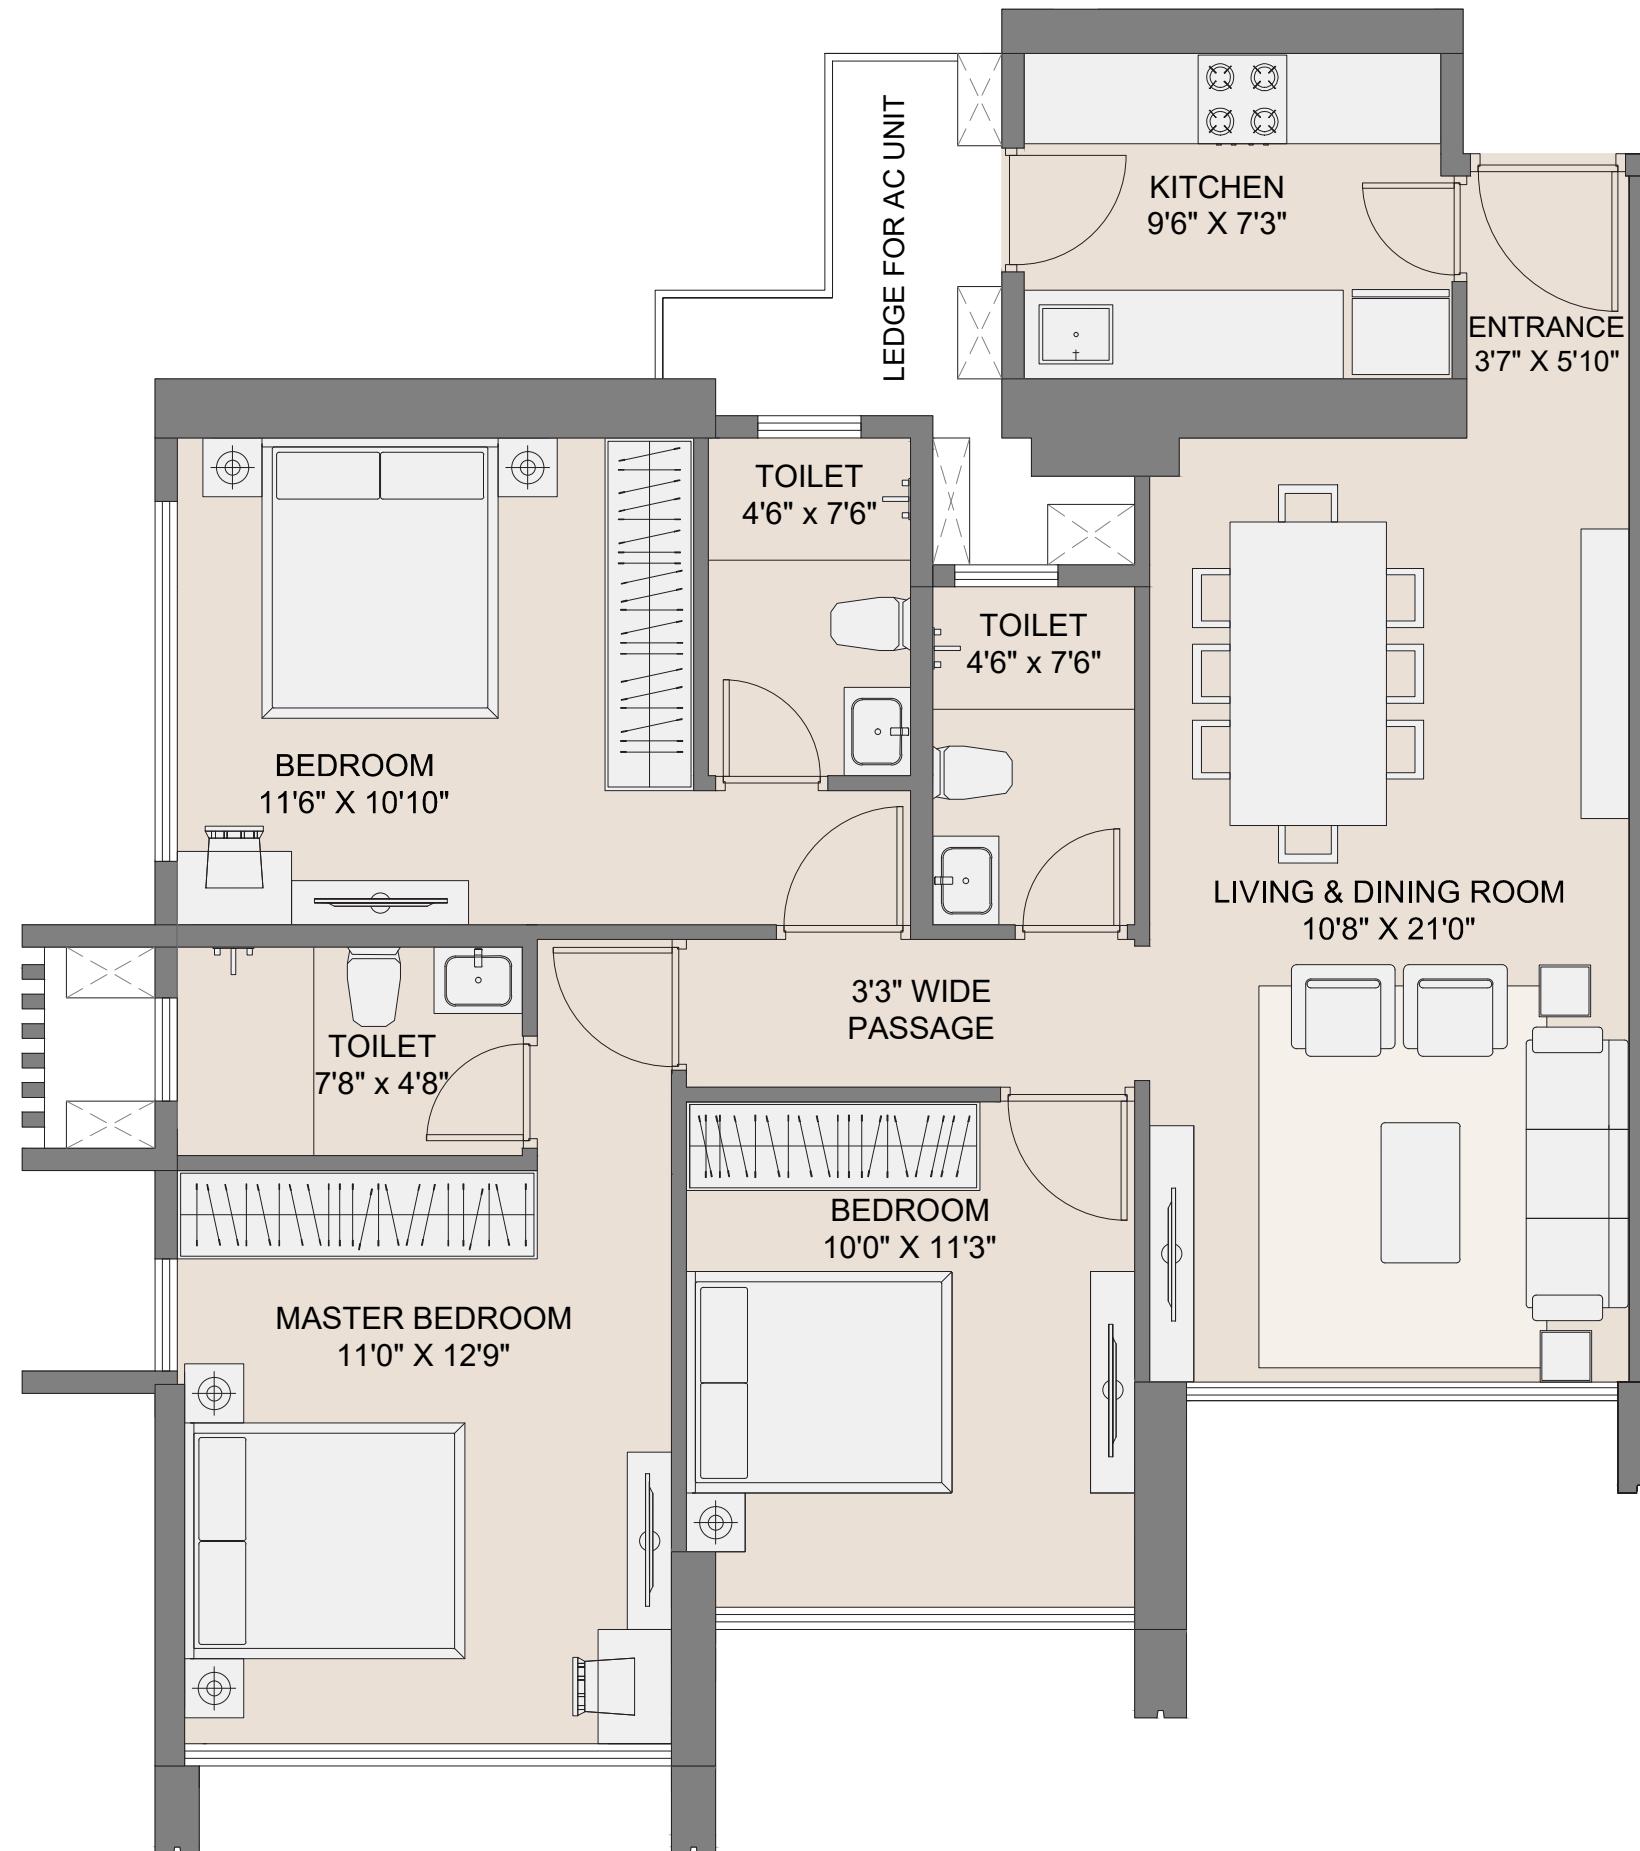 LEDGE FOR AC UNIT
KITCHEN
9'6" X 7'3"
ENTRANCE
3'7" X 5'10"
TOILET
4'6" x 7'6"
TOILET
4'6" x 7'6"
BEDROOM
11'6" X 10'10"
LIVING & DINING ROOM
10'8" X 21'0"
3'3" WIDE
PASSAGE
TOILET
7'8" x 4'8"
BEDROOM
10'0" X 11'3"
MASTER BEDROOM
11'0" X 12'9"